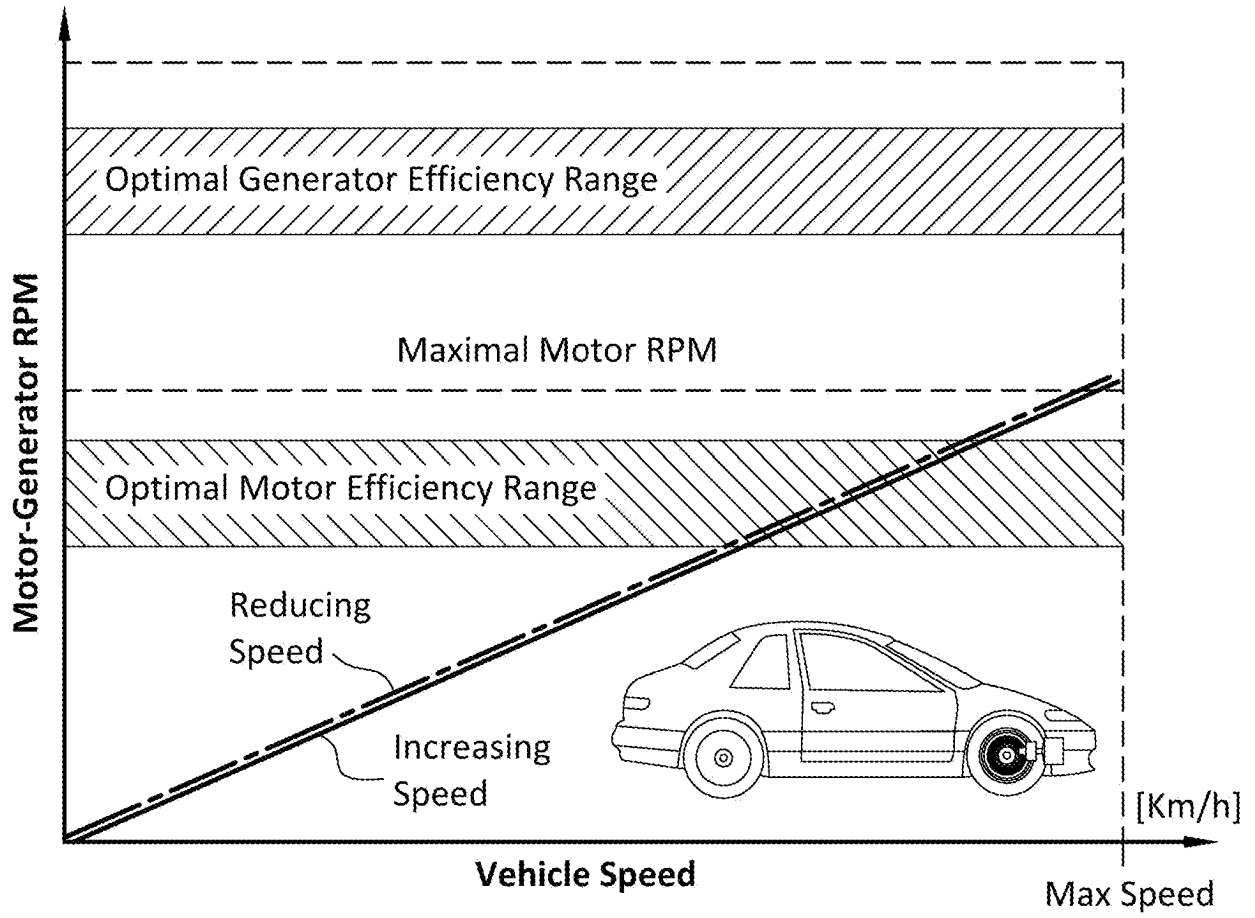 Optimal Generator Efficiency Range
Maximal Motor RPM
Motor-Generator RPM
Optimal Motor Efficiency Range
Reducing
Speed
Increasing
Speed
[Km/h]
Vehicle Speed
Max Speed